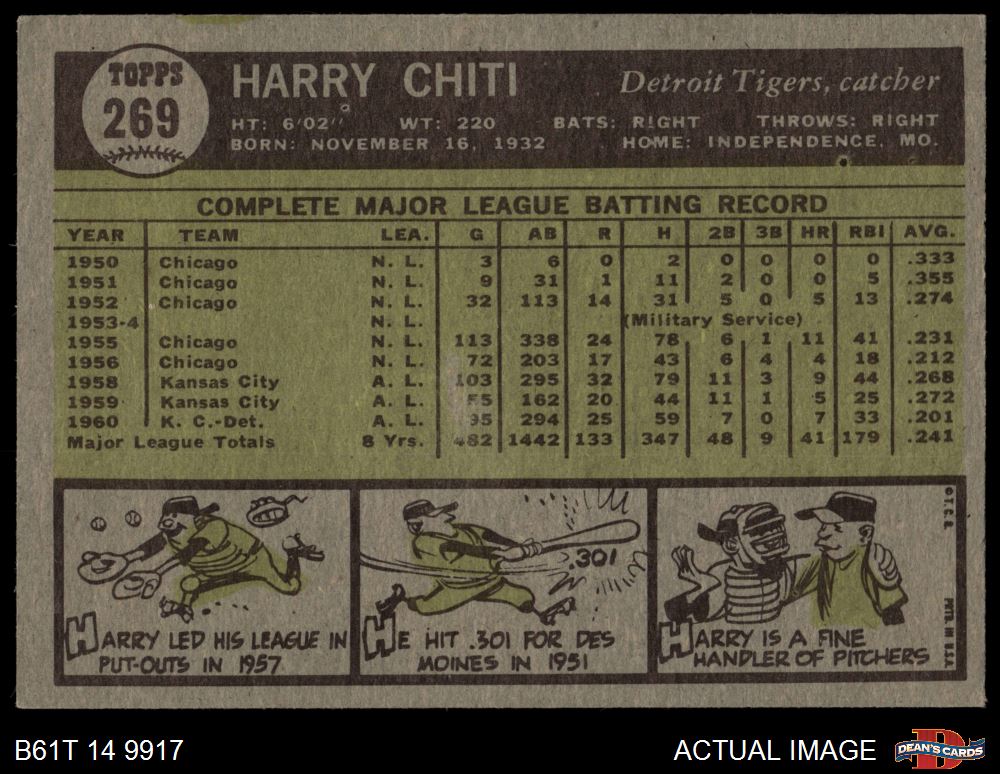 TOPPS
269
HARRY CHITI
Detroit Tigers, catcher
HT: 6'02'' WT: 220 BATS: RIGHT THROWS: RIGHT
BORN: NOVEMBER 16, 1932 HOME: INDEPENDENCE, MO.
COMPLETE MAJOR LEAGUE BATTING RECORD
YEAR TEAM LEA. G AB R H 2B 3B HR RBI AVG.
1950 Chicago N. L. 3 6 0 2 0 0 0 0 .333
1951 Chicago N. L. 9 31 1 11 2 0 0 5 .355
1952 Chicago N. L. 32 113 14 31 5 0 5 13 .274
1953-4 N. L. (Military Service)
1955 Chicago N. L. 113 338 24 78 6 1 11 41 .231
1956 Chicago N. L. 72 203 17 43 6 4 4 18 .212
1958 Kansas City A. L. 103 295 32 79 11 3 9 44 .268
1959 Kansas City A. L. 55 162 20 44 11 1 5 25 .272
1960 K. C.-Det. A. L. 95 294 25 59 7 0 7 33 .201
Major League Totals 8 Yrs. 482 1442 133 347 48 9 41 179 .241
HARRY LED HIS LEAGUE IN
PUT-OUTS IN 1957
.301
HE HIT .301 FOR DES
MOINES IN 1951
HARRY IS A FINE
HANDLER OF PITCHERS
© T.C.G.
PRTD. IN U.S.A.
B61T 14 9917
ACTUAL IMAGE
D
DEAN'S CARDS